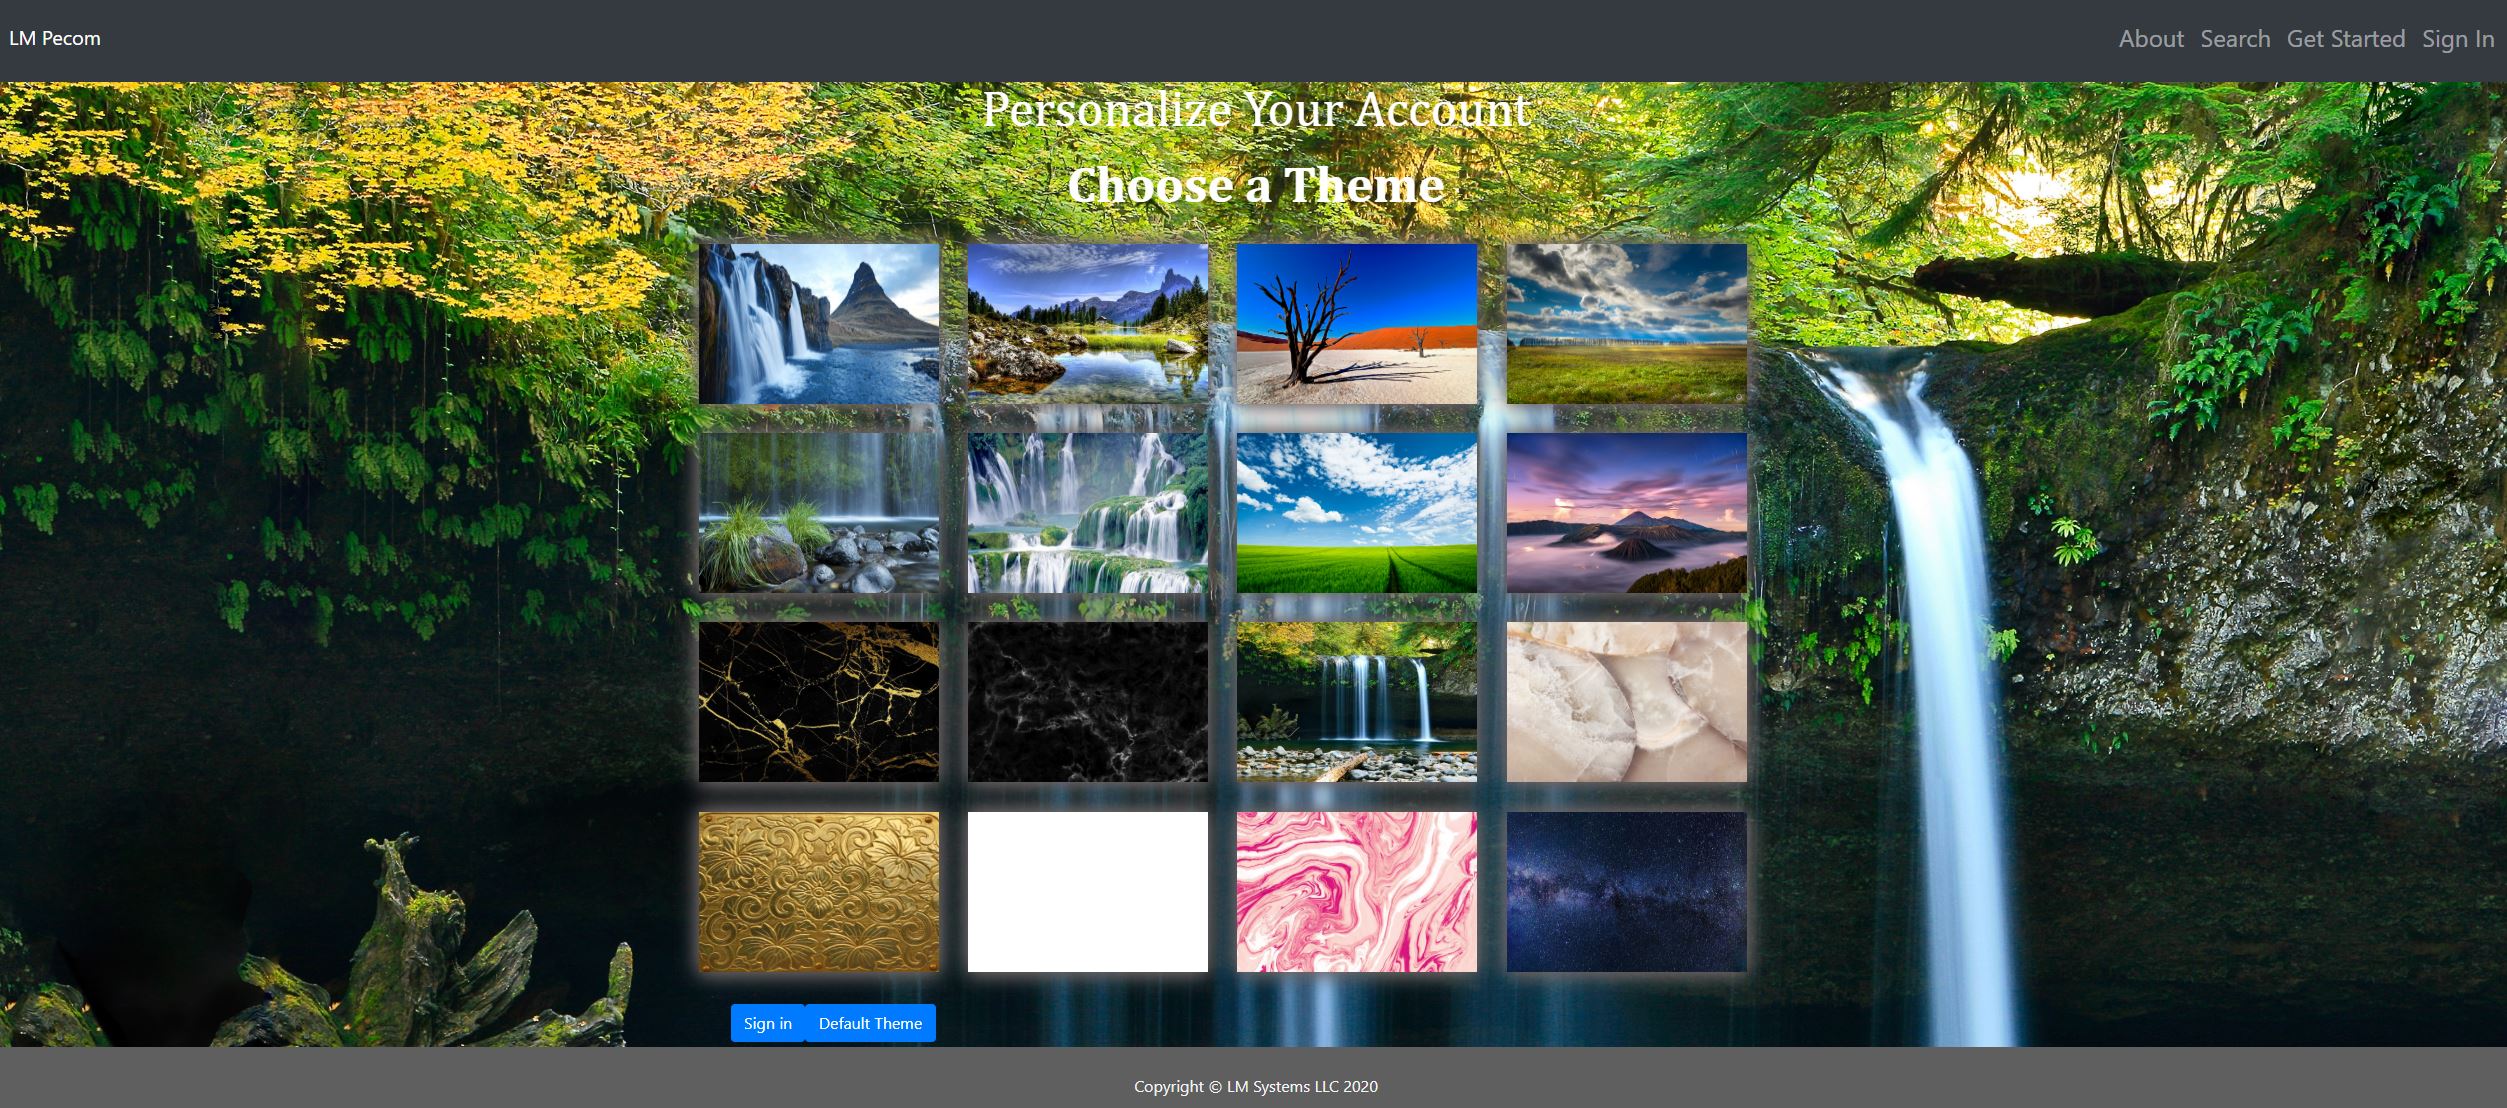 LM Pecom
About Search Get Started Sign In
Personalize Your Account
Choose a Theme
Sign in Default Theme
Copyright © LM Systems LLC 2020